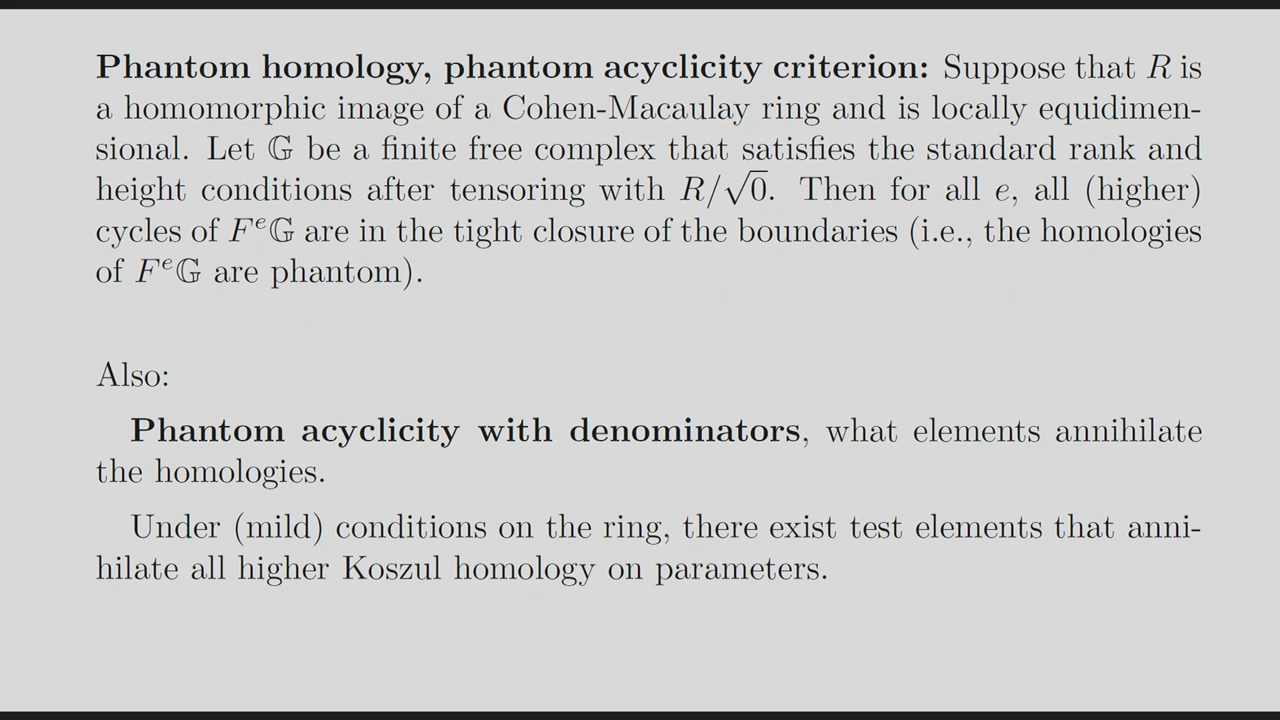 Phantom homology, phantom acyclicity criterion: Suppose that R is
a homomorphic image of a Cohen-Macaulay ring and is locally equidimen-
sional. Let 𝔾 be a finite free complex that satisfies the standard rank and
height conditions after tensoring with R/√0. Then for all e, all (higher)
cycles of Fᵉ𝔾 are in the tight closure of the boundaries (i.e., the homologies
of Fᵉ𝔾 are phantom).
Also:
Phantom acyclicity with denominators, what elements annihilate
the homologies.
Under (mild) conditions on the ring, there exist test elements that anni-
hilate all higher Koszul homology on parameters.